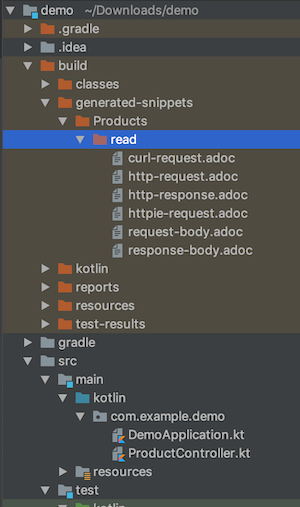 demo ~/Downloads/demo
.gradle
.idea
build
classes
generated-snippets
Products
read
curl-request.adoc
http-request.adoc
http-response.adoc
httpie-request.adoc
request-body.adoc
response-body.adoc
kotlin
reports
resources
test-results
gradle
src
main
kotlin
com.example.demo
DemoApplication.kt
ProductController.kt
resources
test
kotlin